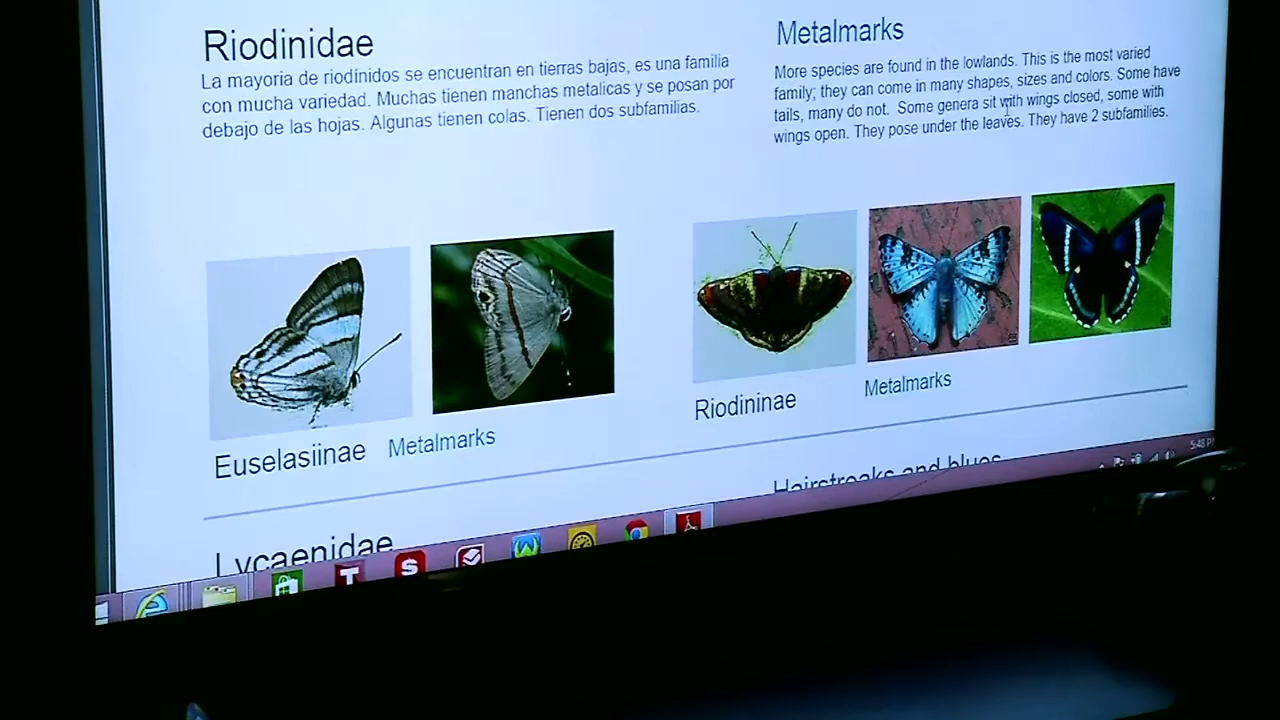 Riodinidae
La mayoria de riodinidos se encuentran en tierras bajas, es una familia
con mucha variedad. Muchas tienen manchas metalicas y se posan por
debajo de las hojas. Algunas tienen colas. Tienen dos subfamilias.
Metalmarks
More species are found in the lowlands. This is the most varied
family; they can come in many shapes, sizes and colors. Some have
tails, many do not. Some genera sit with wings closed, some with
wings open. They pose under the leaves. They have 2 subfamilies.
Euselasiinae Metalmarks
Riodininae Metalmarks
Lycaenidae
Hairstreaks and blues
T
S
5:48 P